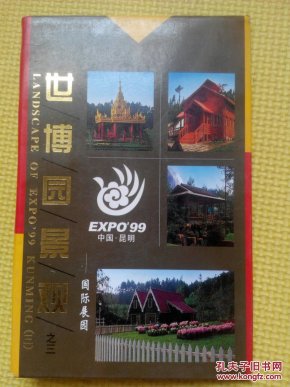 世博园景观之三
LANDSCAPE OF EXPO'99 KUNMING (III)
EXPO'99
中国·昆明
国际展园